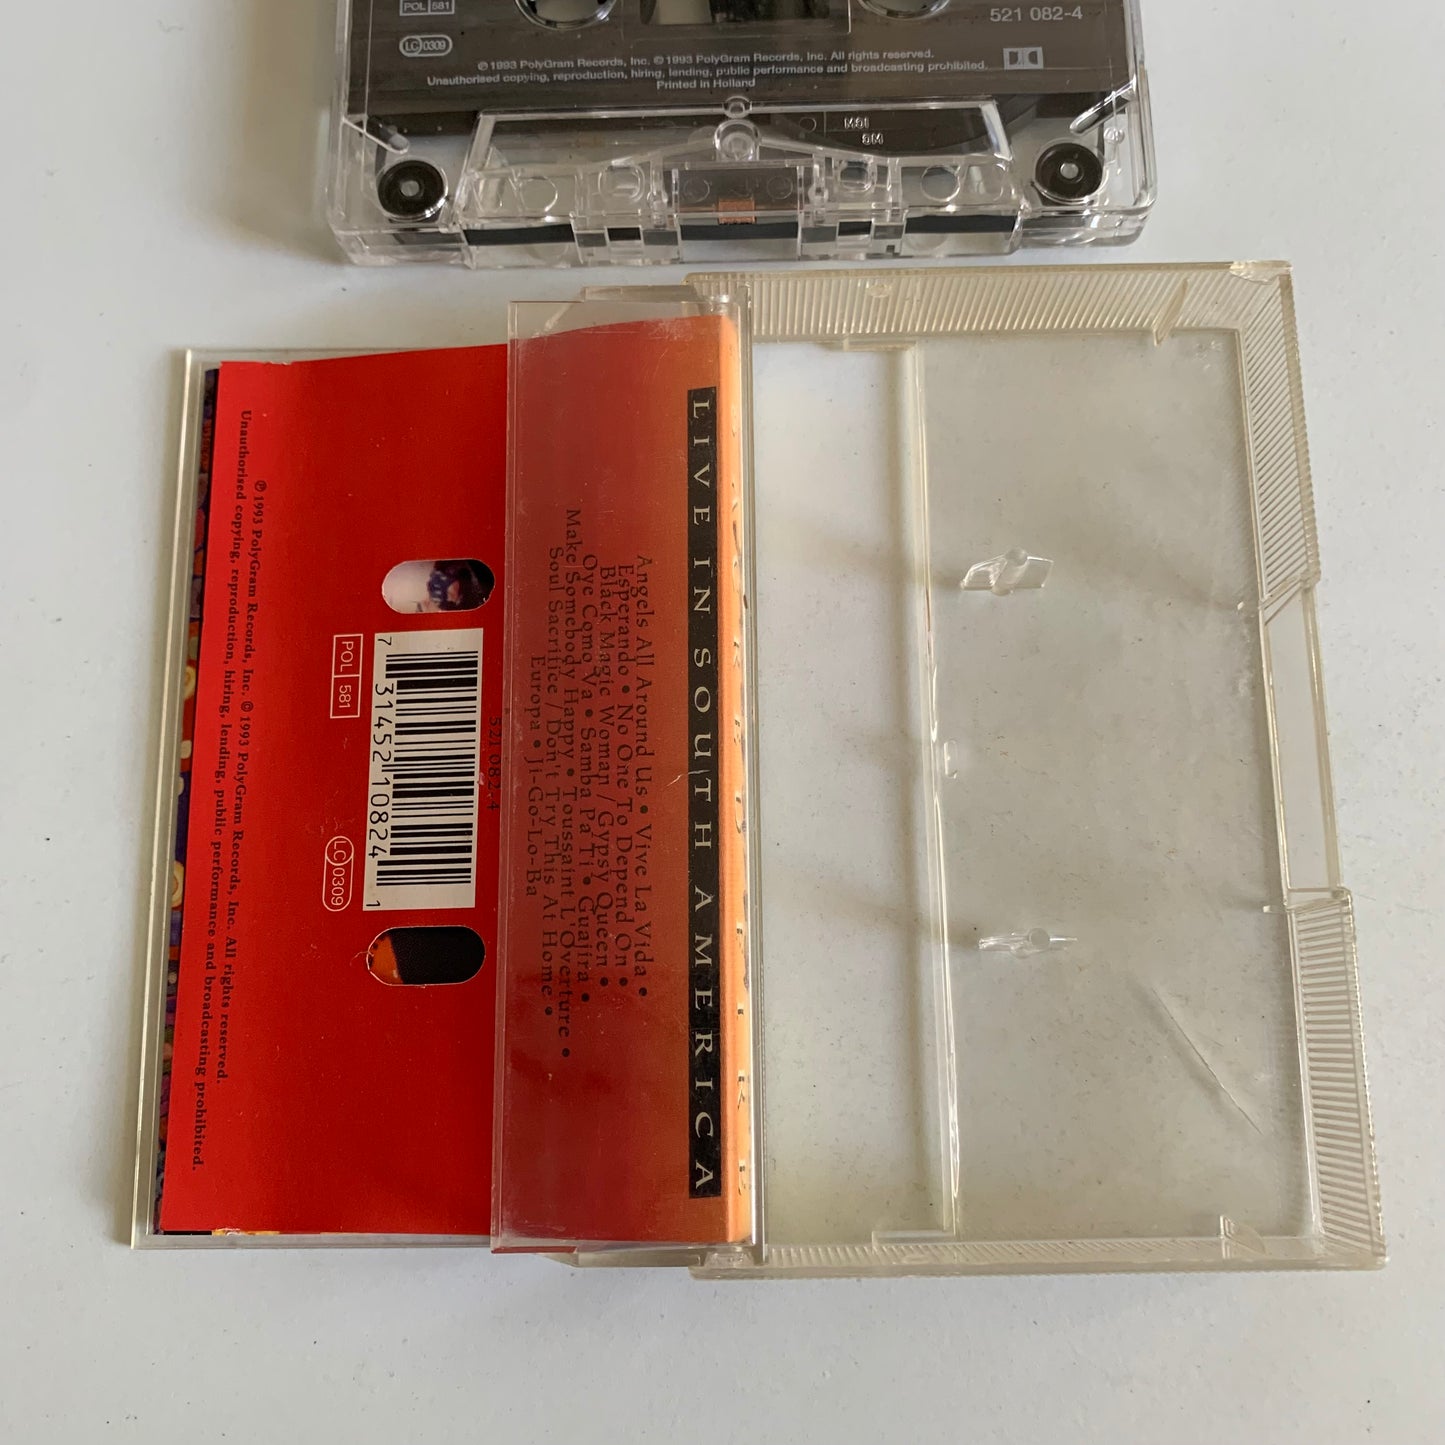 POL 581
521 082-4
LC 0309
℗ 1993 PolyGram Records, Inc. © 1993 PolyGram Records, Inc. All rights reserved.
Unauthorised copying, reproduction, hiring, lending, public performance and broadcasting prohibited.
Printed in Holland
M81
LIVE IN SOUTH AMERICA
Angels All Around Us • Vive La Vida •
Esperando • No One To Depend On •
Black Magic Woman / Gypsy Queen •
Oye Como Va • Samba Pa Ti • Guajira •
Make Somebody Happy • Toussaint L'Overture •
Soul Sacrifice / Don't Try This At Home •
Europa • Ji-Go-Lo-Ba
521 082-4
7 31452 10824 1
POL 581
LC 0309
℗ 1993 PolyGram Records, Inc. © 1993 PolyGram Records, Inc. All rights reserved.
Unauthorised copying, reproduction, hiring, lending, public performance and broadcasting prohibited.